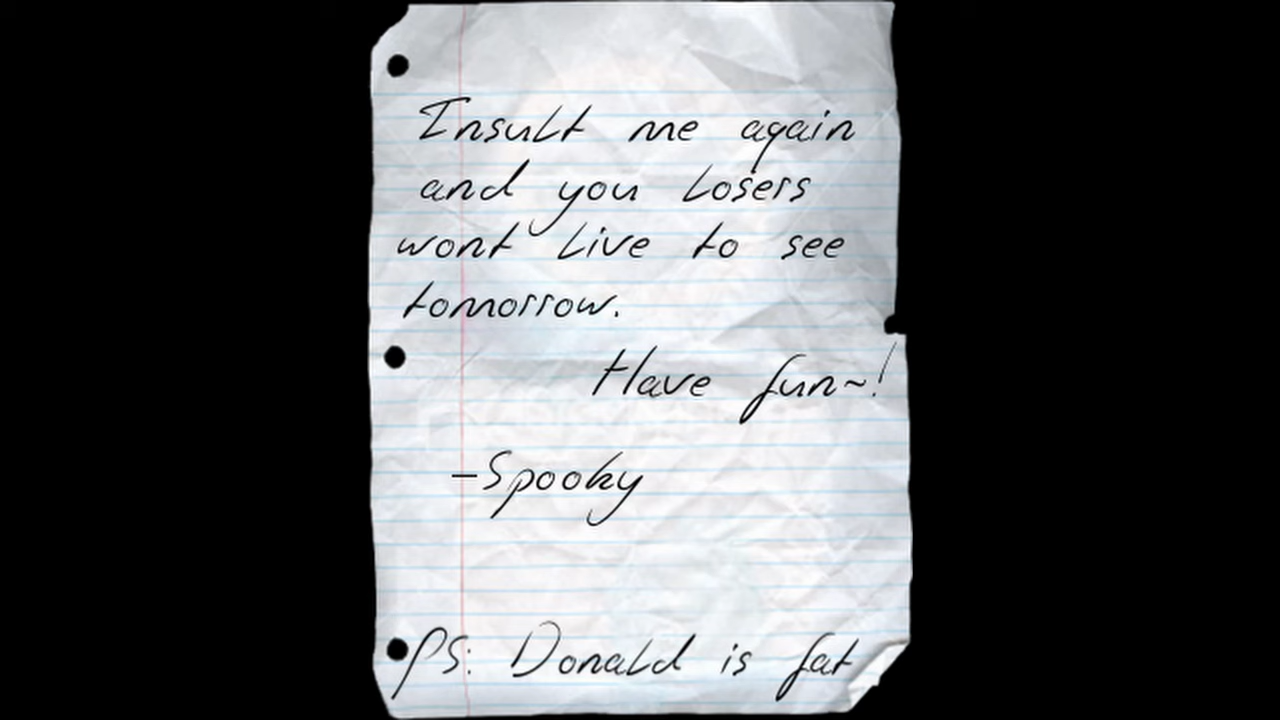 Insult me again
and you losers
wont live to see
tomorrow.
Have fun~!
-Spooky
PS: Donald is fat